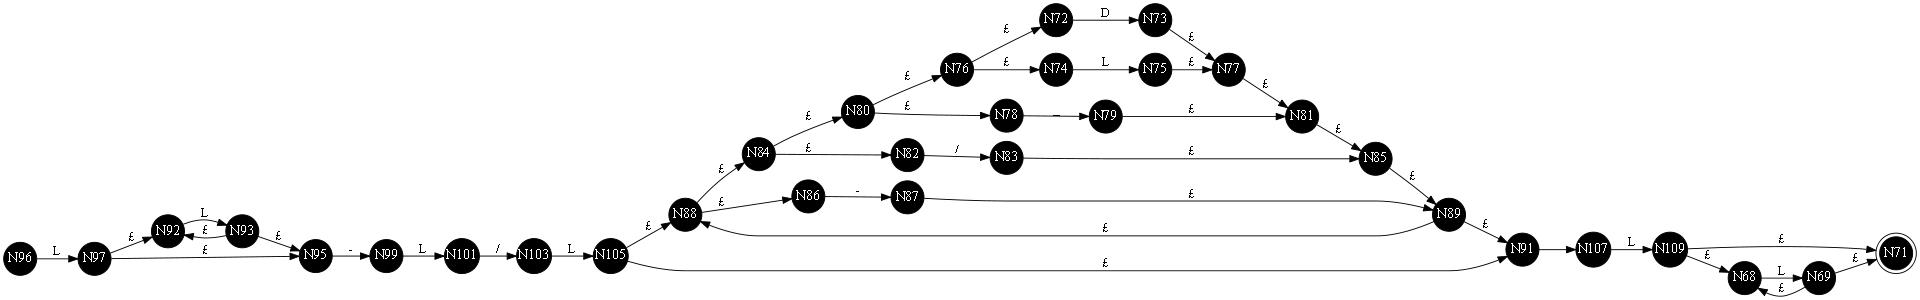 N72 D N73
£ £
N76 £ N74 L N75 £ N77
£ £
N80 £ N78 _ N79 £ N81
£ £
N84 £ N82 / N83 £ N85
£ £
N88 £ N86 - N87 £ N89
£ £ £
N96 L N97 £ N92 L N93 £ £ £ N95 - N99 L N101 / N103 L N105 £ N91 N107 L N109 £ N71
£ N68 L N69 £ £